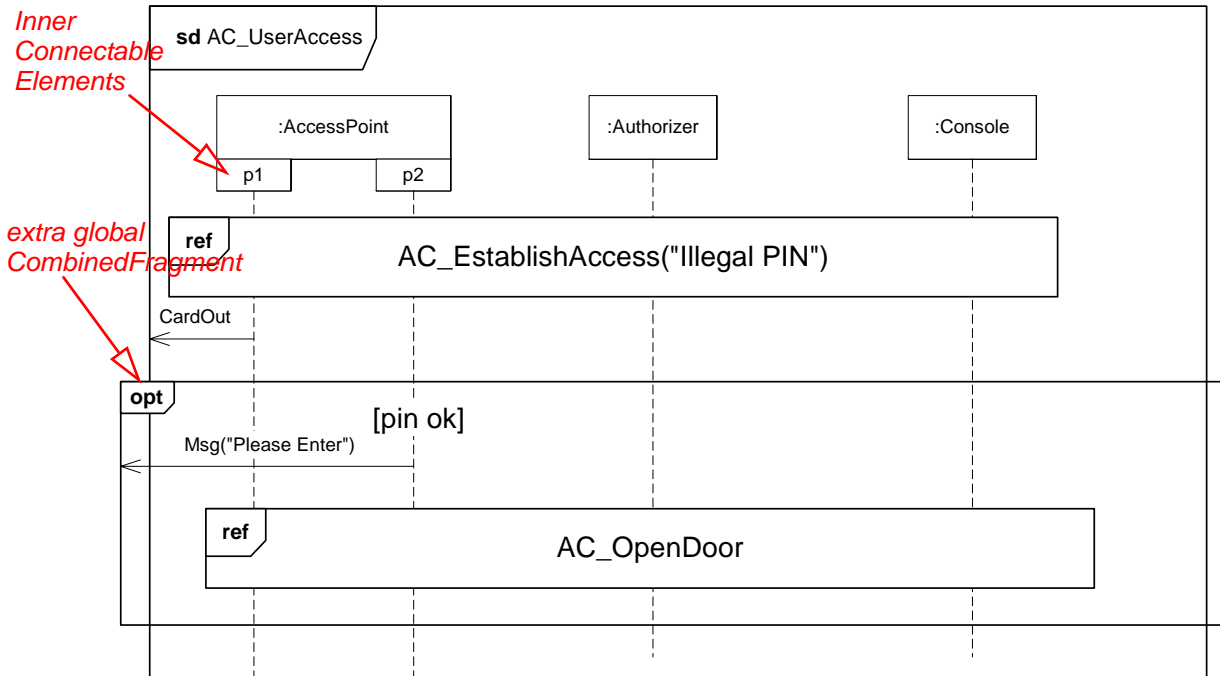 Inner
Connectable
Elements
sd AC_UserAccess
:AccessPoint
:Authorizer
:Console
p1
p2
extra global
CombinedFragment
ref
AC_EstablishAccess("Illegal PIN")
CardOut
opt
[pin ok]
Msg("Please Enter")
ref
AC_OpenDoor